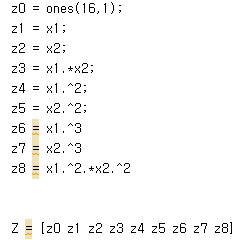 z0 = ones(16,1);
z1 = x1;
z2 = x2;
z3 = x1.*x2;
z4 = x1.^2;
z5 = x2.^2;
z6 = x1.^3
z7 = x2.^3
z8 = x1.^2.*x2.^2
Z = [z0 z1 z2 z3 z4 z5 z6 z7 z8]